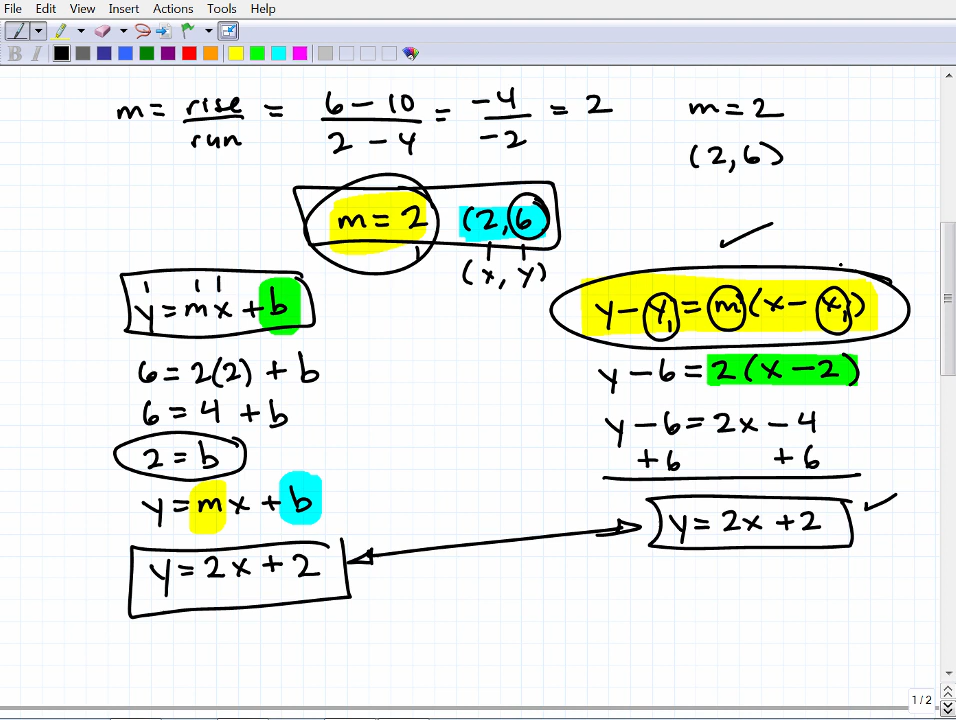 File Edit View Insert Actions Tools Help
B I
m = rise/run = 6 - 10/2 - 4 = -4/-2 = 2
m = 2
(2,6)
m = 2 (2,6)
(x, y)
y = mx + b
6 = 2(2) + b
6 = 4 + b
2 = b
y = mx + b
y = 2x + 2
y - y₁ = m(x - x₁)
y - 6 = 2(x - 2)
y - 6 = 2x - 4
+6 +6
y = 2x + 2
1 / 2